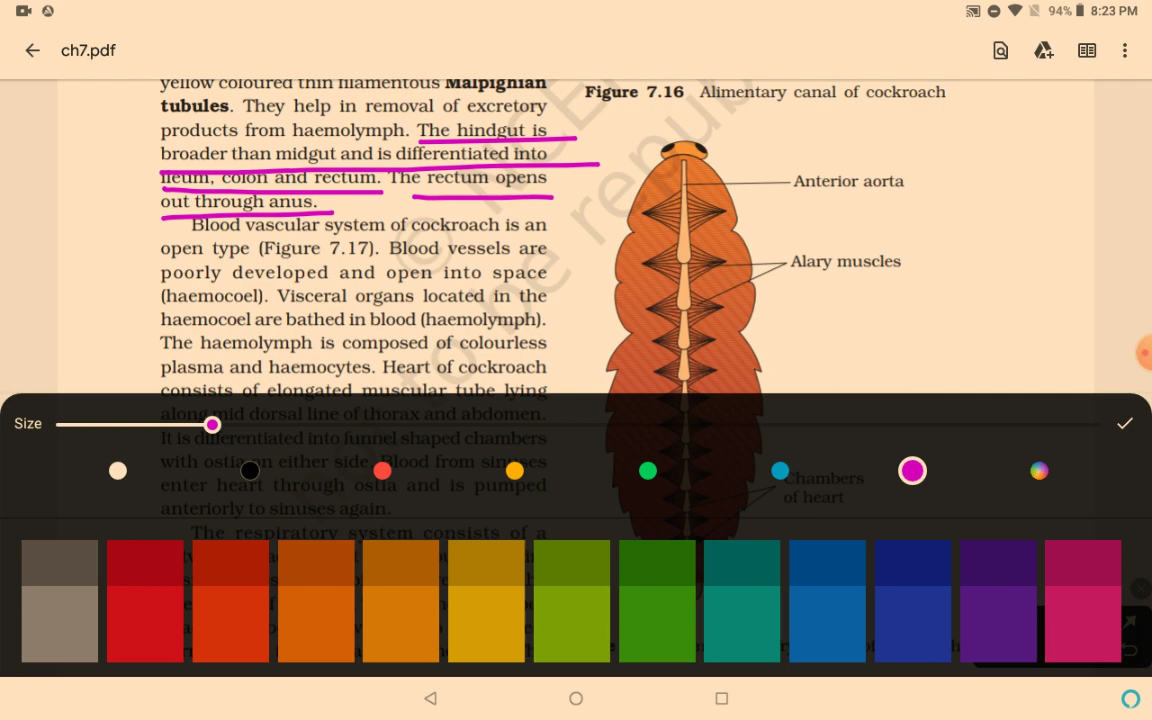 94% 8:23 PM
ch7.pdf
yellow coloured thin filamentous Malpighian
tubules. They help in removal of excretory
products from haemolymph. The hindgut is
broader than midgut and is differentiated into
ileum, colon and rectum. The rectum opens
out through anus.
Blood vascular system of cockroach is an
open type (Figure 7.17). Blood vessels are
poorly developed and open into space
(haemocoel). Visceral organs located in the
haemocoel are bathed in blood (haemolymph).
The haemolymph is composed of colourless
plasma and haemocytes. Heart of cockroach
consists of elongated muscular tube lying
along mid dorsal line of thorax and abdomen.
It is differentiated into funnel shaped chambers
with ostia on either side. Blood from sinuses
enter heart through ostia and is pumped
anteriorly to sinuses again.
The respiratory system consists of a
Figure 7.16 Alimentary canal of cockroach
Anterior aorta
Alary muscles
Chambers
of heart
to be repub
Size